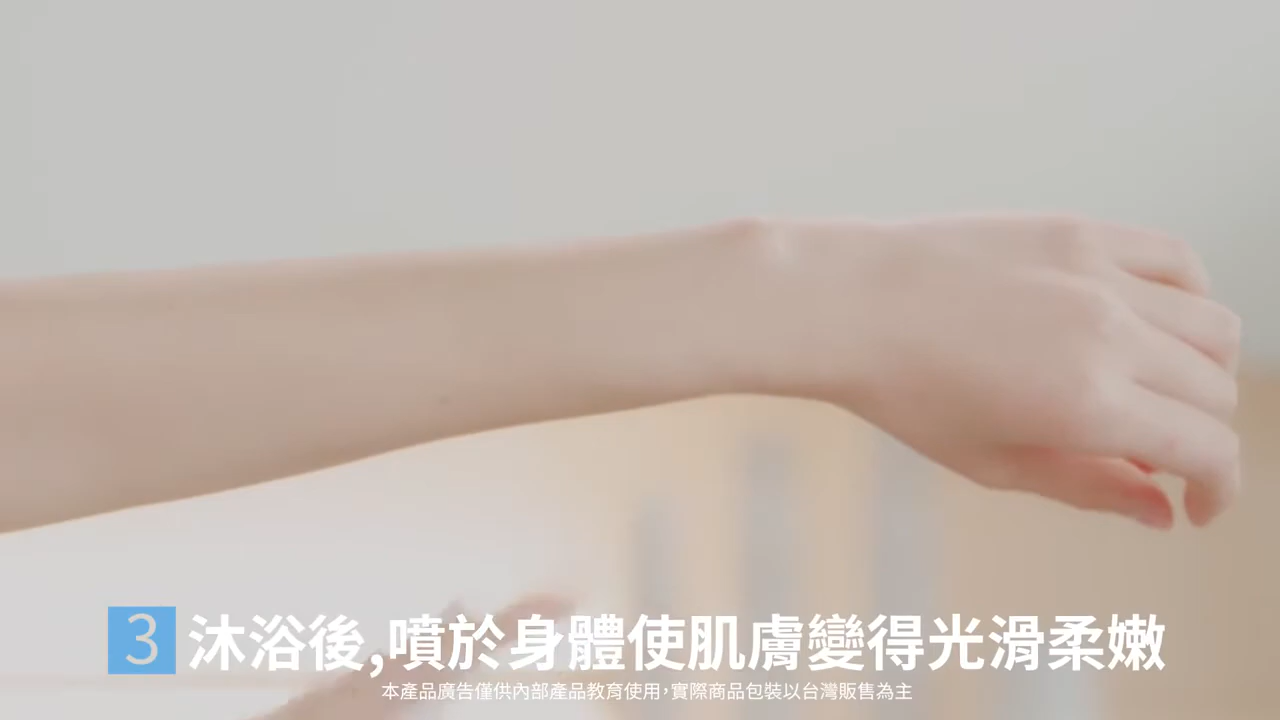 3 沐浴後,噴於身體使肌膚變得光滑柔嫩
本產品廣告僅供內部產品教育使用,實際商品包裝以台灣販售為主